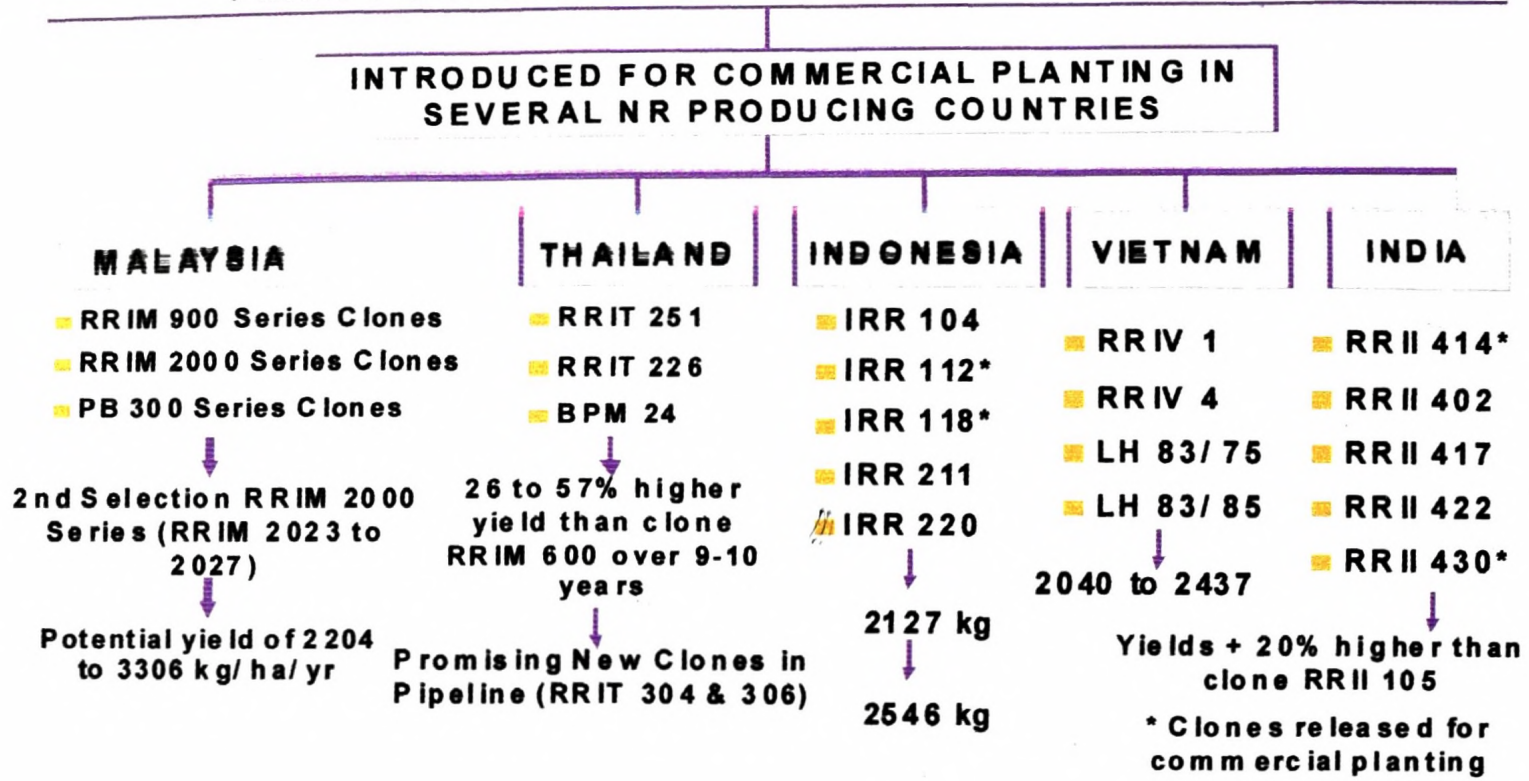 INTRODUCED FOR COMMERCIAL PLANTING IN
SEVERAL NR PRODUCING COUNTRIES
MALAYSIA
RRIM 900 Series Clones
RRIM 2000 Series Clones
PB 300 Series Clones
2nd Selection RRIM 2000
Series (RRIM 2023 to
2027)
Potential yield of 2204
to 3306 kg/ha/yr
THAILAND
RRIT 251
RRIT 226
BPM 24
26 to 57% higher
yield than clone
RRIM 600 over 9-10
years
Promising New Clones in
Pipeline (RRIT 304 & 306)
INDONESIA
IRR 104
IRR 112*
IRR 118*
IRR 211
IRR 220
2127 kg
2546 kg
VIETNAM
RRIV 1
RRIV 4
LH 83/75
LH 83/85
2040 to 2437
INDIA
RRII 414*
RRII 402
RRII 417
RRII 422
RRII 430*
Yields + 20% higher than
clone RRII 105
* Clones released for
commercial planting